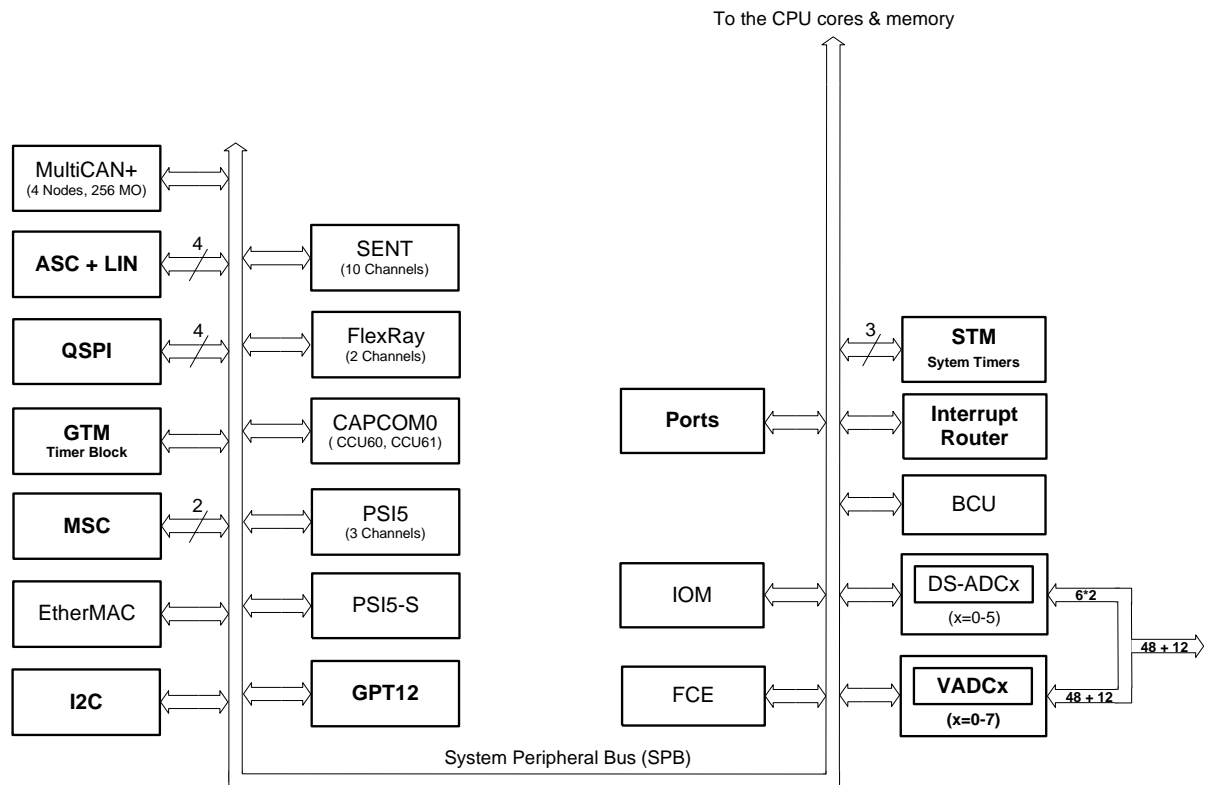 To the CPU cores & memory
MultiCAN+
(4 Nodes, 256 MO)
ASC + LIN
4
QSPI
4
GTM
Timer Block
MSC
2
EtherMAC
I2C
SENT
(10 Channels)
FlexRay
(2 Channels)
CAPCOM0
( CCU60, CCU61)
PSI5
(3 Channels)
PSI5-S
GPT12
System Peripheral Bus (SPB)
Ports
IOM
FCE
3
STM
Sytem Timers
Interrupt
Router
BCU
DS-ADCx
(x=0-5)
6*2
48 + 12
VADCx
(x=0-7)
48 + 12